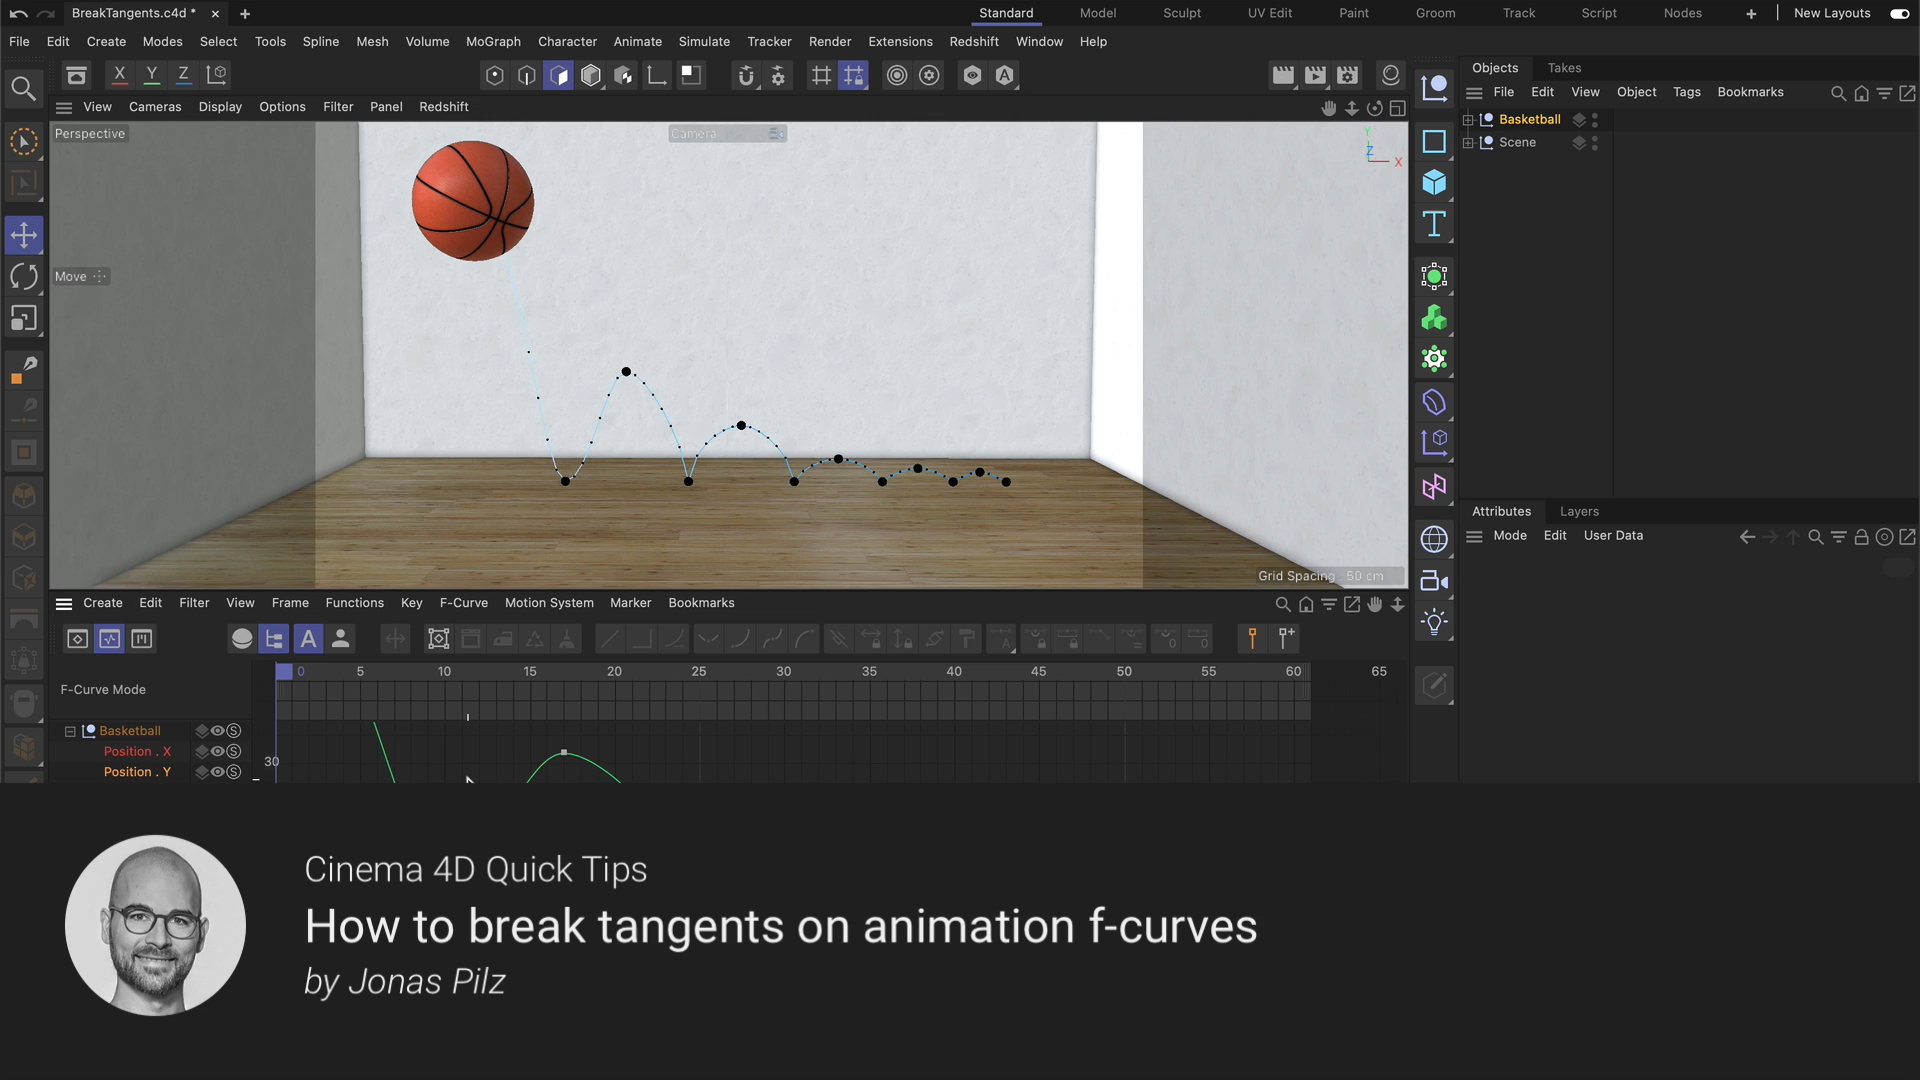 BreakTangents.c4d *
Standard Model Sculpt UV Edit Paint Groom Track Script Nodes New Layouts
File Edit Create Modes Select Tools Spline Mesh Volume MoGraph Character Animate Simulate Tracker Render Extensions Redshift Window Help
X Y Z
Objects Takes
File Edit View Object Tags Bookmarks
View Cameras Display Options Filter Panel Redshift
Perspective
Camera
Y
Z
X
Basketball
Scene
Move
Attributes Layers
Mode Edit User Data
Grid Spacing : 50 cm
Create Edit Filter View Frame Functions Key F-Curve Motion System Marker Bookmarks
0 5 10 15 20 25 30 35 40 45 50 55 60 65
F-Curve Mode
Basketball
Position . X
30
Position . Y
Cinema 4D Quick Tips
How to break tangents on animation f-curves
by Jonas Pilz